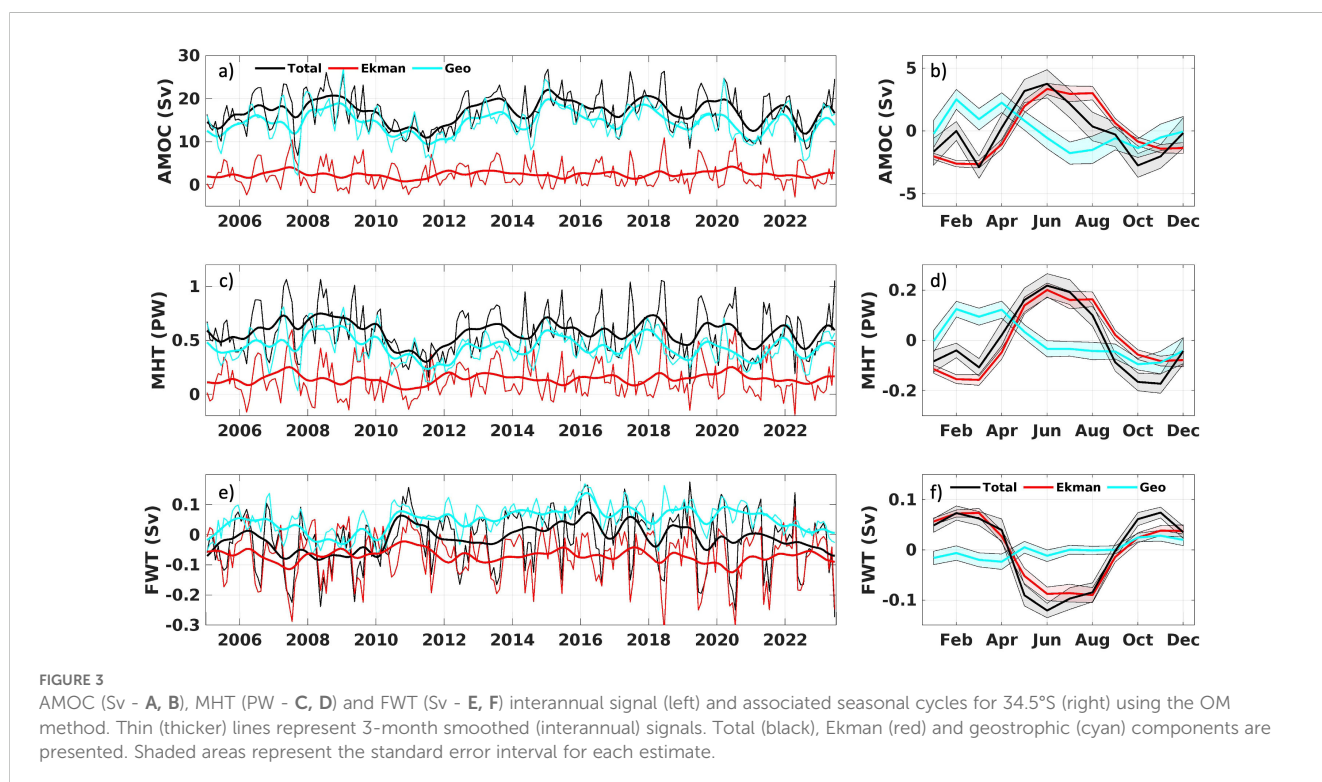 a)
Total Ekman Geo
AMOC (Sv)
30
20
10
0
2006 2008 2010 2012 2014 2016 2018 2020 2022
b)
AMOC (Sv)
5
0
-5
Feb Apr Jun Aug Oct Dec
c)
MHT (PW)
1
0.5
0
2006 2008 2010 2012 2014 2016 2018 2020 2022
d)
MHT (PW)
0.2
0
-0.2
Feb Apr Jun Aug Oct Dec
e)
FWT (Sv)
0.1
0
-0.1
-0.2
-0.3
2006 2008 2010 2012 2014 2016 2018 2020 2022
f)
Total Ekman Geo
FWT (Sv)
0.1
0
-0.1
Feb Apr Jun Aug Oct Dec
FIGURE 3
AMOC (Sv - A, B), MHT (PW - C, D) and FWT (Sv - E, F) interannual signal (left) and associated seasonal cycles for 34.5°S (right) using the OM
method. Thin (thicker) lines represent 3-month smoothed (interannual) signals. Total (black), Ekman (red) and geostrophic (cyan) components are
presented. Shaded areas represent the standard error interval for each estimate.